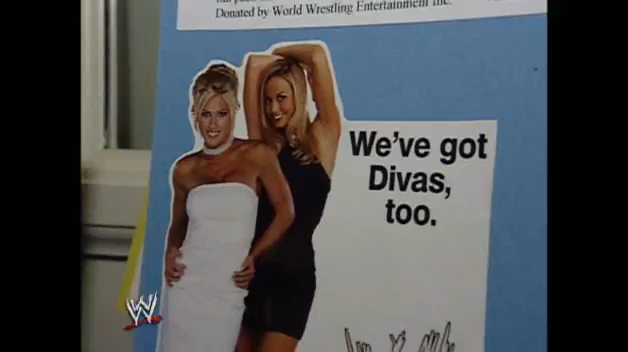 Donated by World Wrestling Entertainment Inc.
We've got
Divas,
too.
W